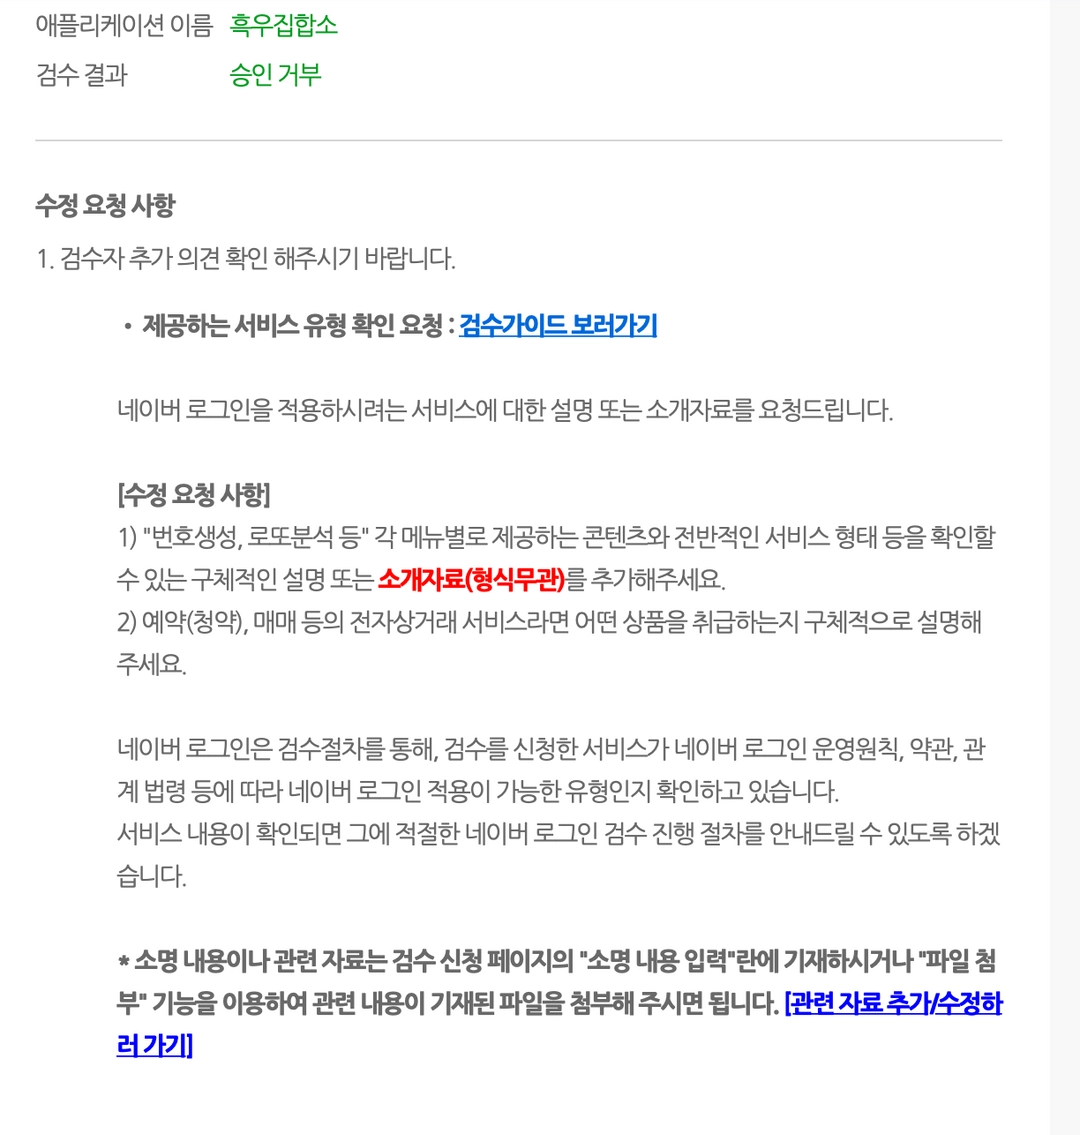 애플리케이션 이름 흑우집합소
검수 결과 승인 거부
수정 요청 사항
1. 검수자 추가 의견 확인 해주시기 바랍니다.
• 제공하는 서비스 유형 확인 요청 : 검수가이드 보러가기
네이버 로그인을 적용하시려는 서비스에 대한 설명 또는 소개자료를 요청드립니다.
[수정 요청 사항]
1) "번호생성, 로또분석 등" 각 메뉴별로 제공하는 콘텐츠와 전반적인 서비스 형태 등을 확인할
수 있는 구체적인 설명 또는 소개자료(형식무관)를 추가해주세요.
2) 예약(청약), 매매 등의 전자상거래 서비스라면 어떤 상품을 취급하는지 구체적으로 설명해
주세요.
네이버 로그인은 검수절차를 통해, 검수를 신청한 서비스가 네이버 로그인 운영원칙, 약관, 관
계 법령 등에 따라 네이버 로그인 적용이 가능한 유형인지 확인하고 있습니다.
서비스 내용이 확인되면 그에 적절한 네이버 로그인 검수 진행 절차를 안내드릴 수 있도록 하겠
습니다.
* 소명 내용이나 관련 자료는 검수 신청 페이지의 "소명 내용 입력"란에 기재하시거나 "파일 첨
부" 기능을 이용하여 관련 내용이 기재된 파일을 첨부해 주시면 됩니다. [관련 자료 추가/수정하
러 가기]